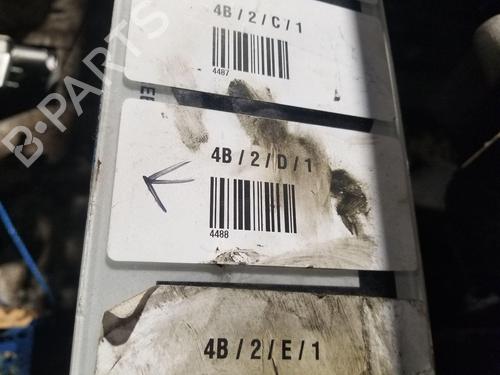 4B / 2 / C / 1
4487
B-PARTS
4B / 2 / D / 1
4488
4B / 2 / E / 1